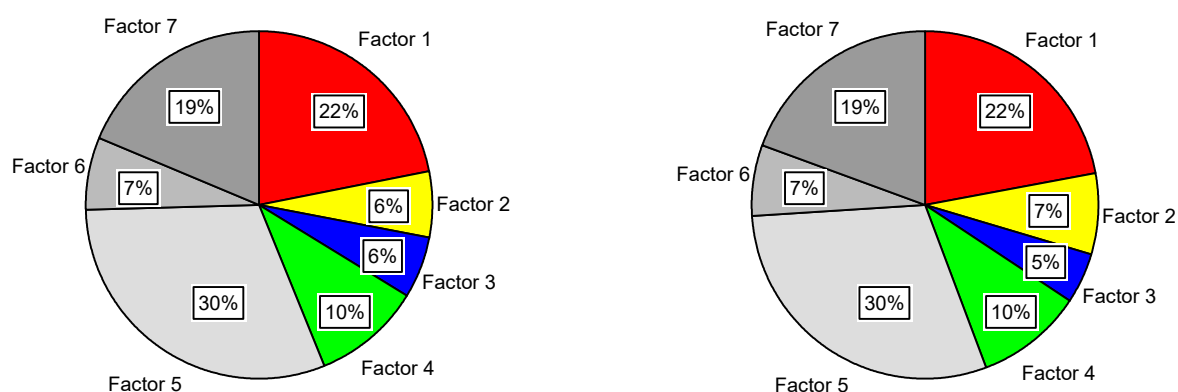 Factor 7
Factor 1
19%
22%
Factor 6
7%
6%
Factor 2
6%
Factor 3
30%
10%
Factor 4
Factor 5
Factor 7
Factor 1
19%
22%
Factor 6
7%
7%
Factor 2
5%
Factor 3
30%
10%
Factor 4
Factor 5